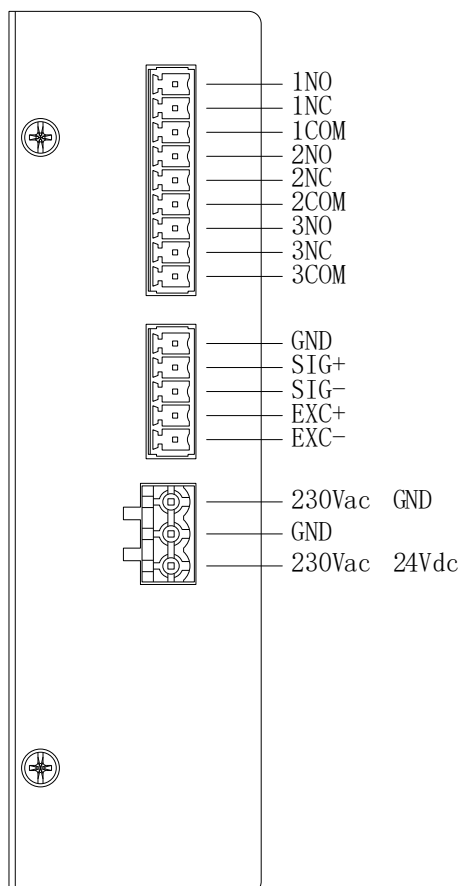 1NO
1NC
1COM
2NO
2NC
2COM
3NO
3NC
3COM
GND
SIG+
SIG-
EXC+
EXC-
230Vac GND
GND
230Vac 24Vdc